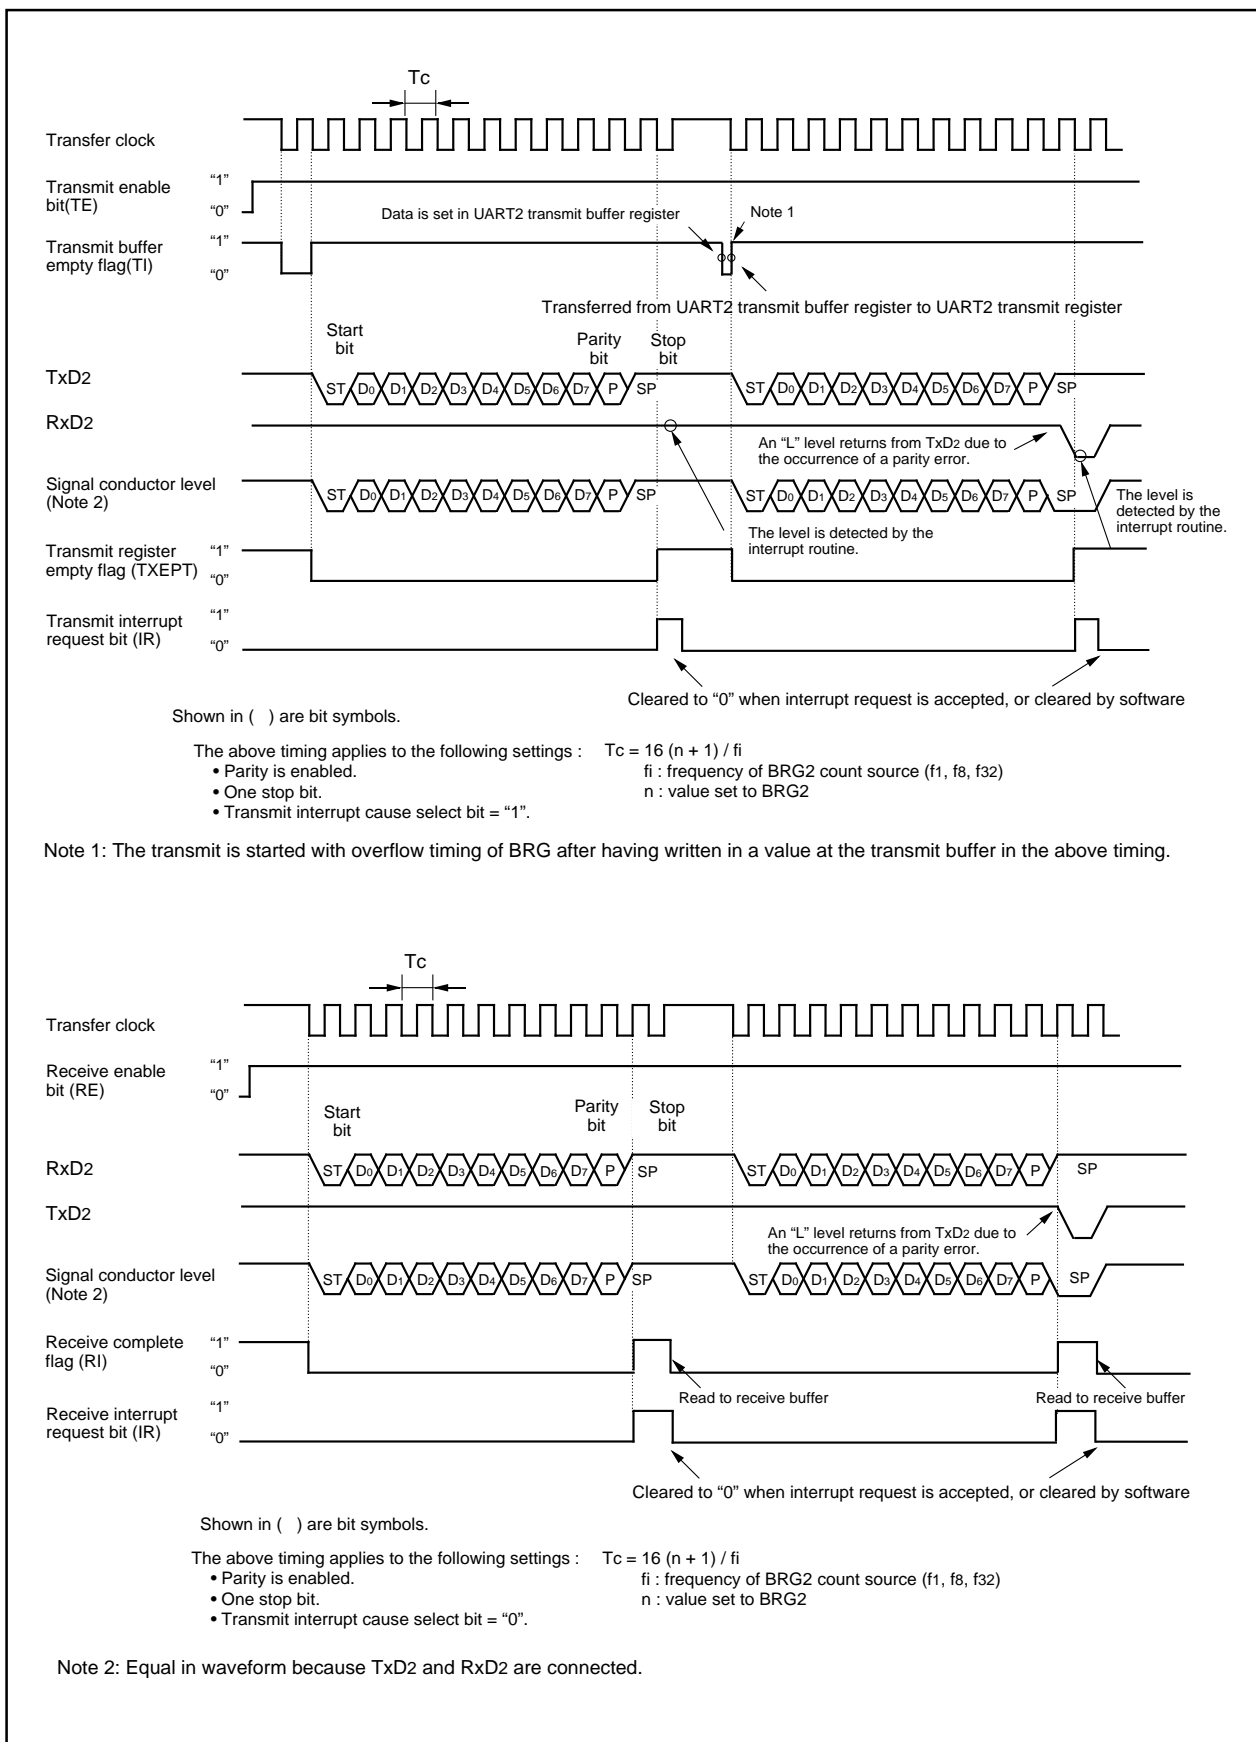 Tc
Transfer clock
Transmit enable
bit(TE)
“1”
“0”
Data is set in UART2 transmit buffer register
Note 1
Transmit buffer
empty flag(TI)
“1”
“0”
Transferred from UART2 transmit buffer register to UART2 transmit register
Start
bit
Parity
bit
Stop
bit
TxD2
ST D0 D1 D2 D3 D4 D5 D6 D7 P SP
ST D0 D1 D2 D3 D4 D5 D6 D7 P SP
RxD2
An “L” level returns from TxD2 due to
the occurrence of a parity error.
Signal conductor level
(Note 2)
ST D0 D1 D2 D3 D4 D5 D6 D7 P SP
ST D0 D1 D2 D3 D4 D5 D6 D7 P SP
The level is
detected by the
interrupt routine.
The level is detected by the
interrupt routine.
Transmit register
empty flag (TXEPT)
“1”
“0”
Transmit interrupt
request bit (IR)
“1”
“0”
Cleared to “0” when interrupt request is accepted, or cleared by software
Shown in ( ) are bit symbols.
The above timing applies to the following settings :
• Parity is enabled.
• One stop bit.
• Transmit interrupt cause select bit = “1”.
Tc = 16 (n + 1) / fi
fi : frequency of BRG2 count source (f1, f8, f32)
n : value set to BRG2
Note 1: The transmit is started with overflow timing of BRG after having written in a value at the transmit buffer in the above timing.
Tc
Transfer clock
Receive enable
bit (RE)
“1”
“0”
Start
bit
Parity
bit
Stop
bit
RxD2
ST D0 D1 D2 D3 D4 D5 D6 D7 P SP
ST D0 D1 D2 D3 D4 D5 D6 D7 P SP
TxD2
An “L” level returns from TxD2 due to
the occurrence of a parity error.
Signal conductor level
(Note 2)
ST D0 D1 D2 D3 D4 D5 D6 D7 P SP
ST D0 D1 D2 D3 D4 D5 D6 D7 P SP
Receive complete
flag (RI)
“1”
“0”
Read to receive buffer
Read to receive buffer
Receive interrupt
request bit (IR)
“1”
“0”
Cleared to “0” when interrupt request is accepted, or cleared by software
Shown in ( ) are bit symbols.
The above timing applies to the following settings :
• Parity is enabled.
• One stop bit.
• Transmit interrupt cause select bit = “0”.
Tc = 16 (n + 1) / fi
fi : frequency of BRG2 count source (f1, f8, f32)
n : value set to BRG2
Note 2: Equal in waveform because TxD2 and RxD2 are connected.